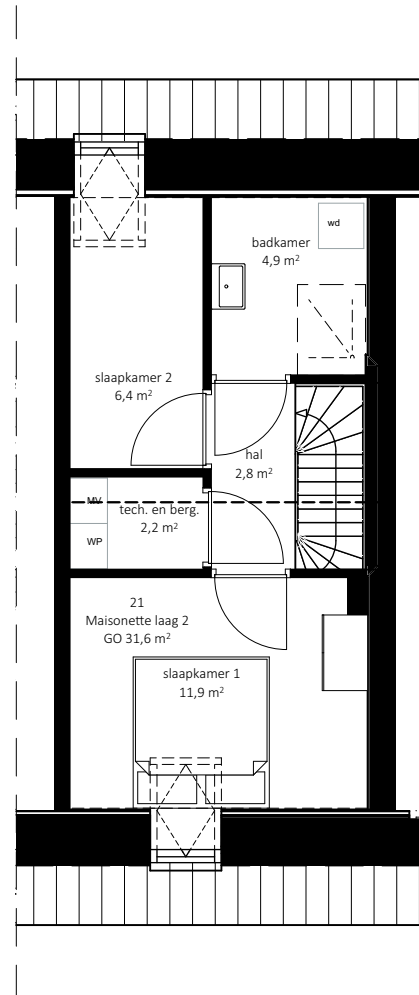 wd
badkamer
4,9 m²
slaapkamer 2
6,4 m²
hal
2,8 m²
MV
tech. en berg.
2,2 m²
WP
21
Maisonette laag 2
GO 31,6 m²
slaapkamer 1
11,9 m²